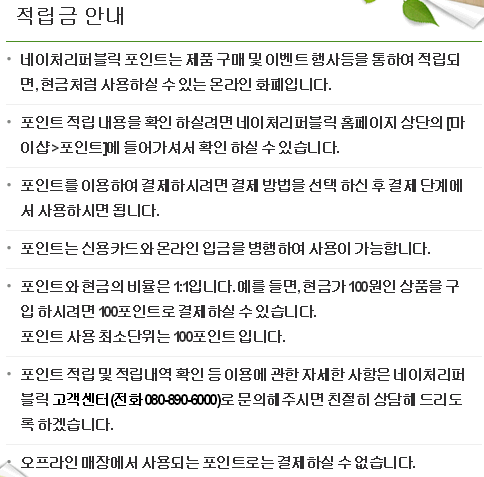 적립금 안내
네이처리퍼블릭 포인트는 제품 구매 및 이벤트 행사등을 통하여 적립되
면, 현금처럼 사용하실 수 있는 온라인 화폐입니다.
포인트 적립 내용을 확인 하실려면 네이처리퍼블릭 홈페이지 상단의 [마
이샵>포인트]에 들어가셔서 확인 하실 수 있습니다.
포인트를 이용하여 결제하시려면 결제 방법을 선택 하신 후 결제 단계에
서 사용하시면 됩니다.
포인트는 신용카드와 온라인 입금을 병행하여 사용이 가능합니다.
포인트와 현금의 비율은 1:1입니다. 예를 들면, 현금가 100원인 상품을 구
입 하시려면 100포인트로 결제하실 수 있습니다.
포인트 사용 최소단위는 100포인트 입니다.
포인트 적립 및 적립내역 확인 등 이용에 관한 자세한 사항은 네이처리퍼
블릭 고객센터(전화 080-890-6000)로 문의해 주시면 친절히 상담해 드리도
록 하겠습니다.
오프라인 매장에서 사용되는 포인트로는 결제하실 수 없습니다.